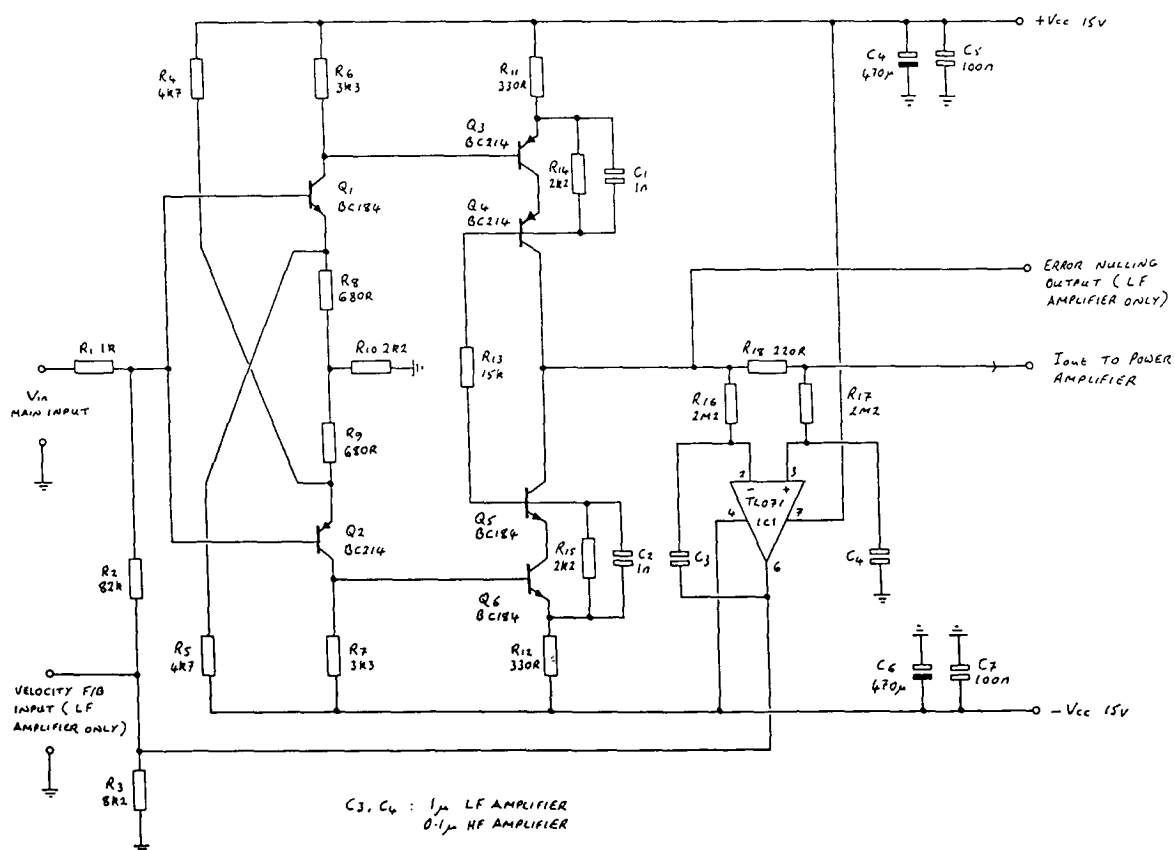 +Vcc 15V
R4
4K7
R6
3K3
R11
330R
C4
470μ
C5
100n
Q3
BC214
R14
2K2
C1
1n
Q1
BC184
Q4
BC214
R8
680R
ERROR NULLING
OUTPUT (LF
AMPLIFIER ONLY)
R1 1K
R10 2K2
R13
15K
R18 220R
Iout TO POWER
AMPLIFIER
Vin
MAIN INPUT
R16
2M2
R17
2M2
R9
680R
2
3
-
+
TL071
IC1
4
7
6
Q5
BC184
R15
2K2
C2
1n
C3
C4
Q2
BC214
R2
82K
Q6
BC184
R5
4K7
R7
3K3
R12
330R
C6
470μ
C7
100n
VELOCITY F/B
INPUT (LF
AMPLIFIER ONLY)
-Vcc 15V
R3
8K2
C3, C4 : 1μ LF AMPLIFIER
0.1μ HF AMPLIFIER